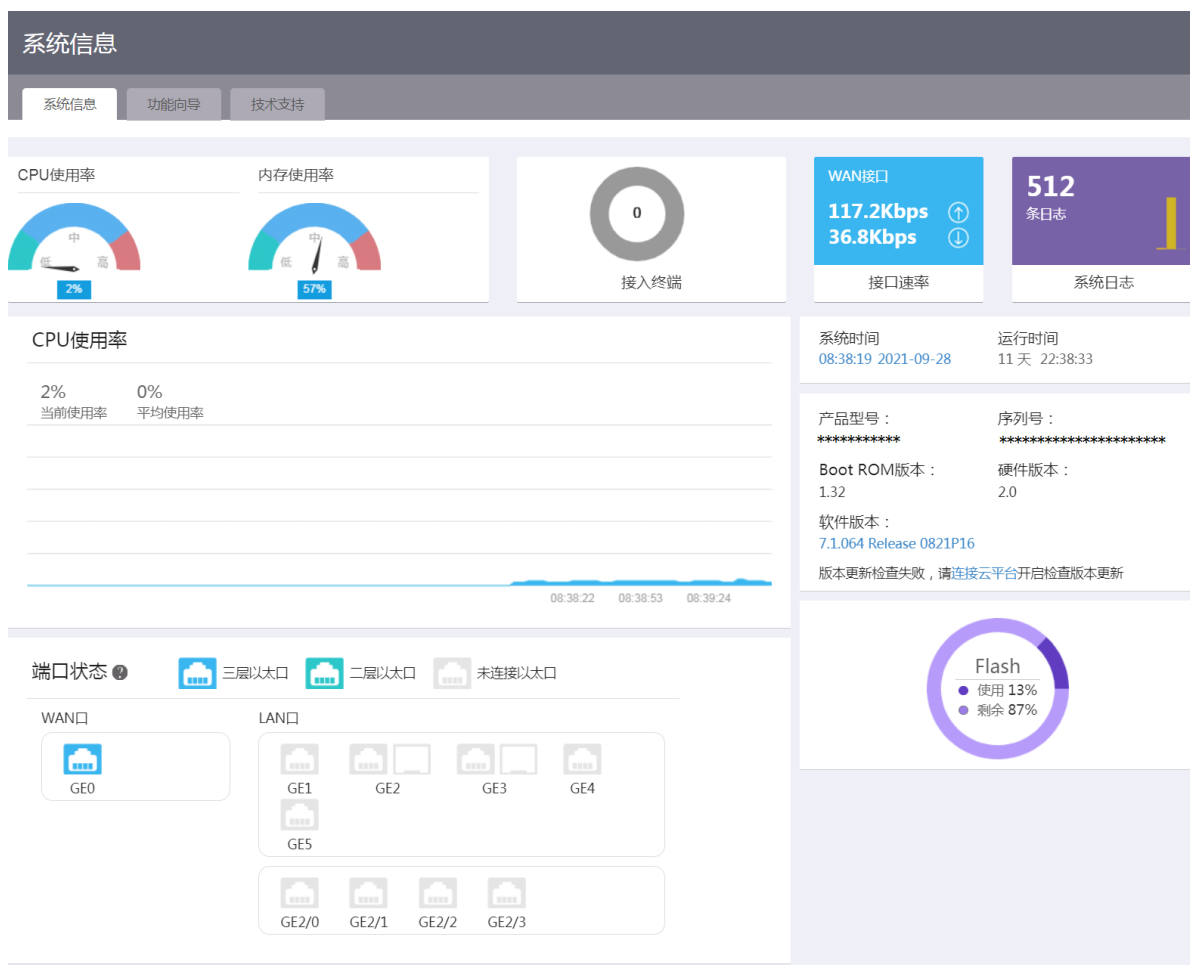 系统信息
系统信息 功能向导 技术支持
CPU使用率
低 中 高
2%
内存使用率
低 中 高
57%
0
接入终端
WAN接口
117.2Kbps
36.8Kbps
接口速率
512
条日志
系统日志
CPU使用率
2% 0%
当前使用率 平均使用率
08:38:22 08:38:53 08:39:24
系统时间 运行时间
08:38:19 2021-09-28 11 天 22:38:33
产品型号： 序列号：
*********** **********************
Boot ROM版本： 硬件版本：
1.32 2.0
软件版本：
7.1.064 Release 0821P16
版本更新检查失败，请连接云平台开启检查版本更新
端口状态 ? 三层以太口 二层以太口 未连接以太口
WAN口
GE0
LAN口
GE1 GE2 GE3 GE4
GE5
GE2/0 GE2/1 GE2/2 GE2/3
Flash
使用 13%
剩余 87%